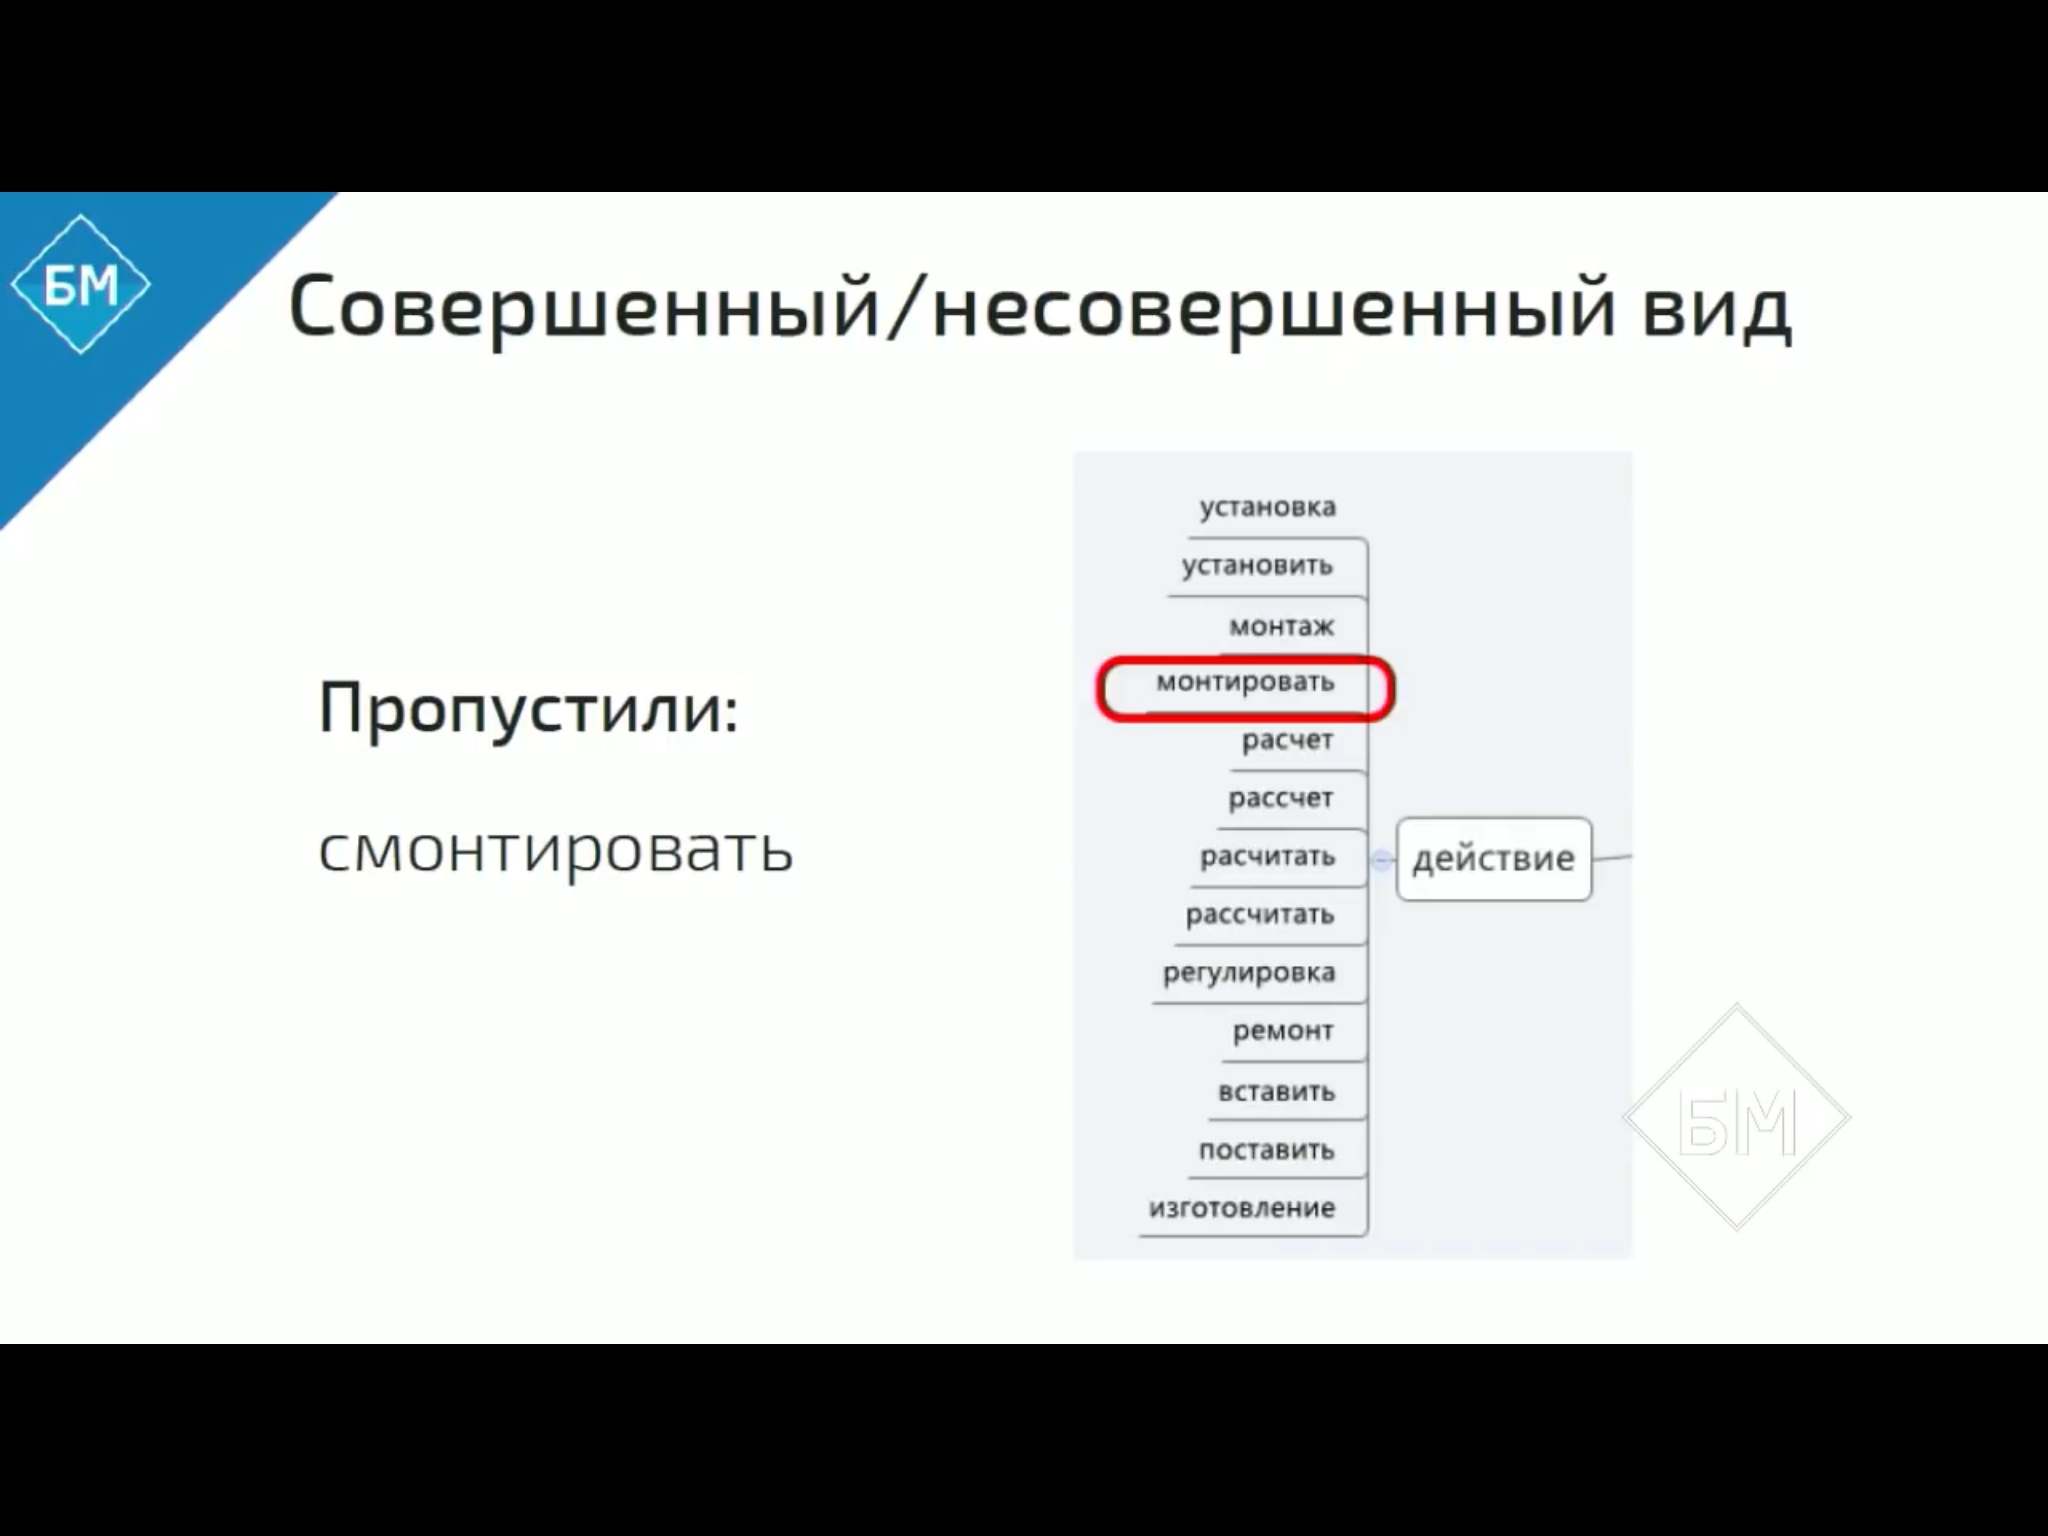 БМ
Совершенный/несовершенный вид
Пропустили:
смонтировать
установка
установить
монтаж
монтировать
расчет
рассчет
расчитать
рассчитать
регулировка
ремонт
вставить
поставить
изготовление
действие
БМ